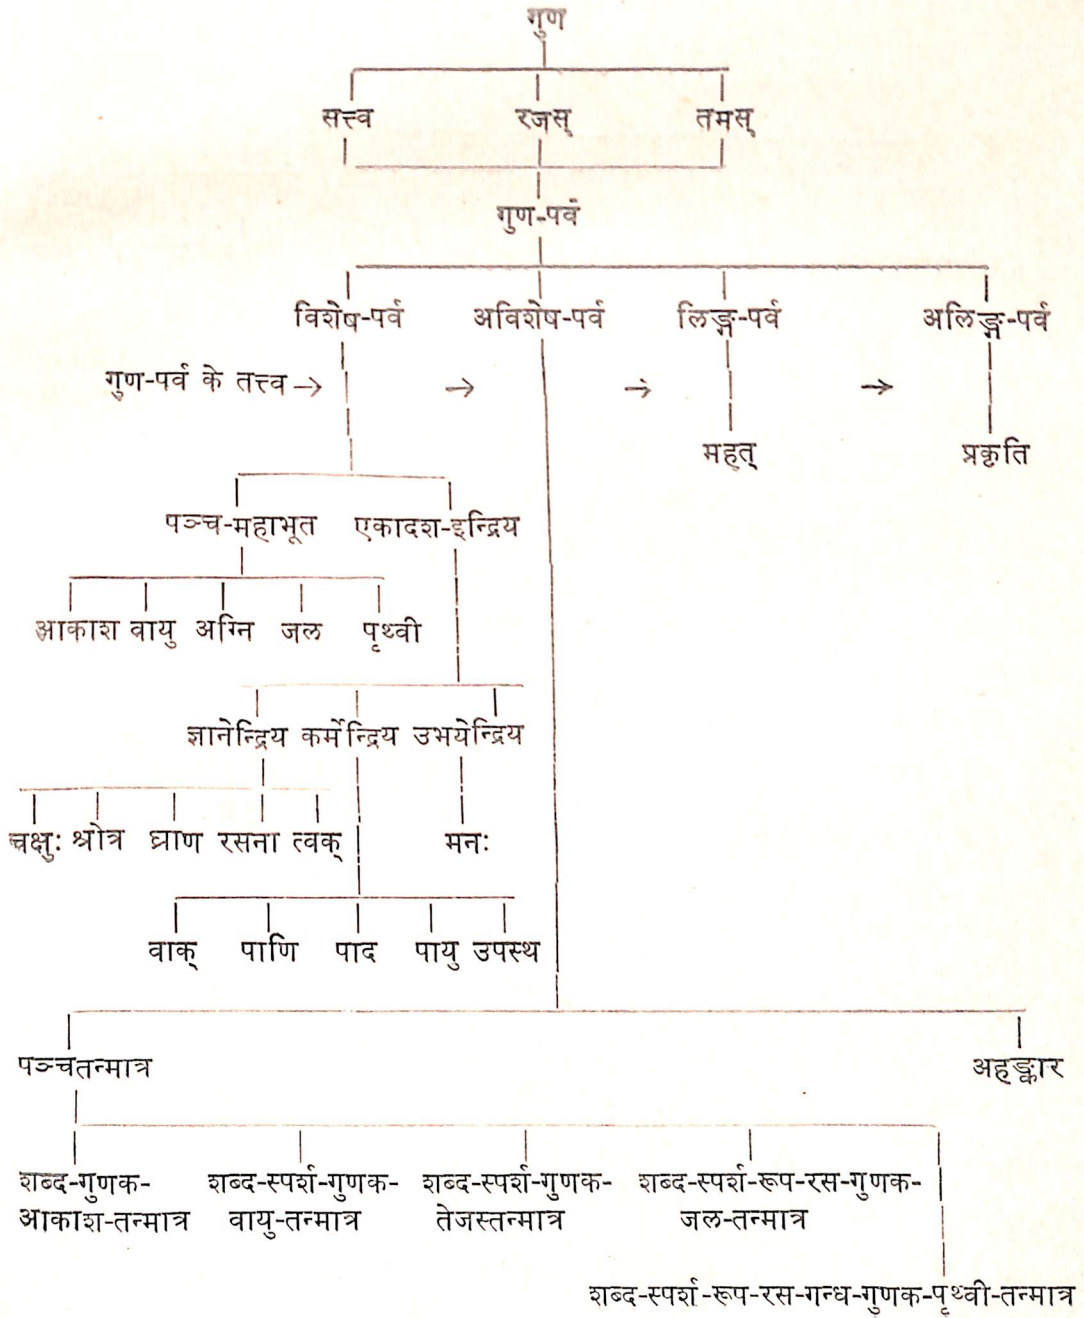 गुण
सत्त्व रजस् तमस्
गुण-पर्व
विशेष-पर्व अविशेष-पर्व लिङ्ग-पर्व अलिङ्ग-पर्व
गुण-पर्व के तत्त्व→ → → →
महत् प्रकृति
पञ्च-महाभूत एकादश-इन्द्रिय
आकाश वायु अग्नि जल पृथ्वी
ज्ञानेन्द्रिय कर्मेन्द्रिय उभयेन्द्रिय
चक्षुः श्रोत्र घ्राण रसना त्वक् मनः
वाक् पाणि पाद पायु उपस्थ
पञ्चतन्मात्र अहङ्कार
शब्द-गुणक- शब्द-स्पर्श-गुणक- शब्द-स्पर्श-गुणक- शब्द-स्पर्श-रूप-रस-गुणक-
आकाश-तन्मात्र वायु-तन्मात्र तेजस्तन्मात्र जल-तन्मात्र
शब्द-स्पर्श-रूप-रस-गन्ध-गुणक-पृथ्वी-तन्मात्र